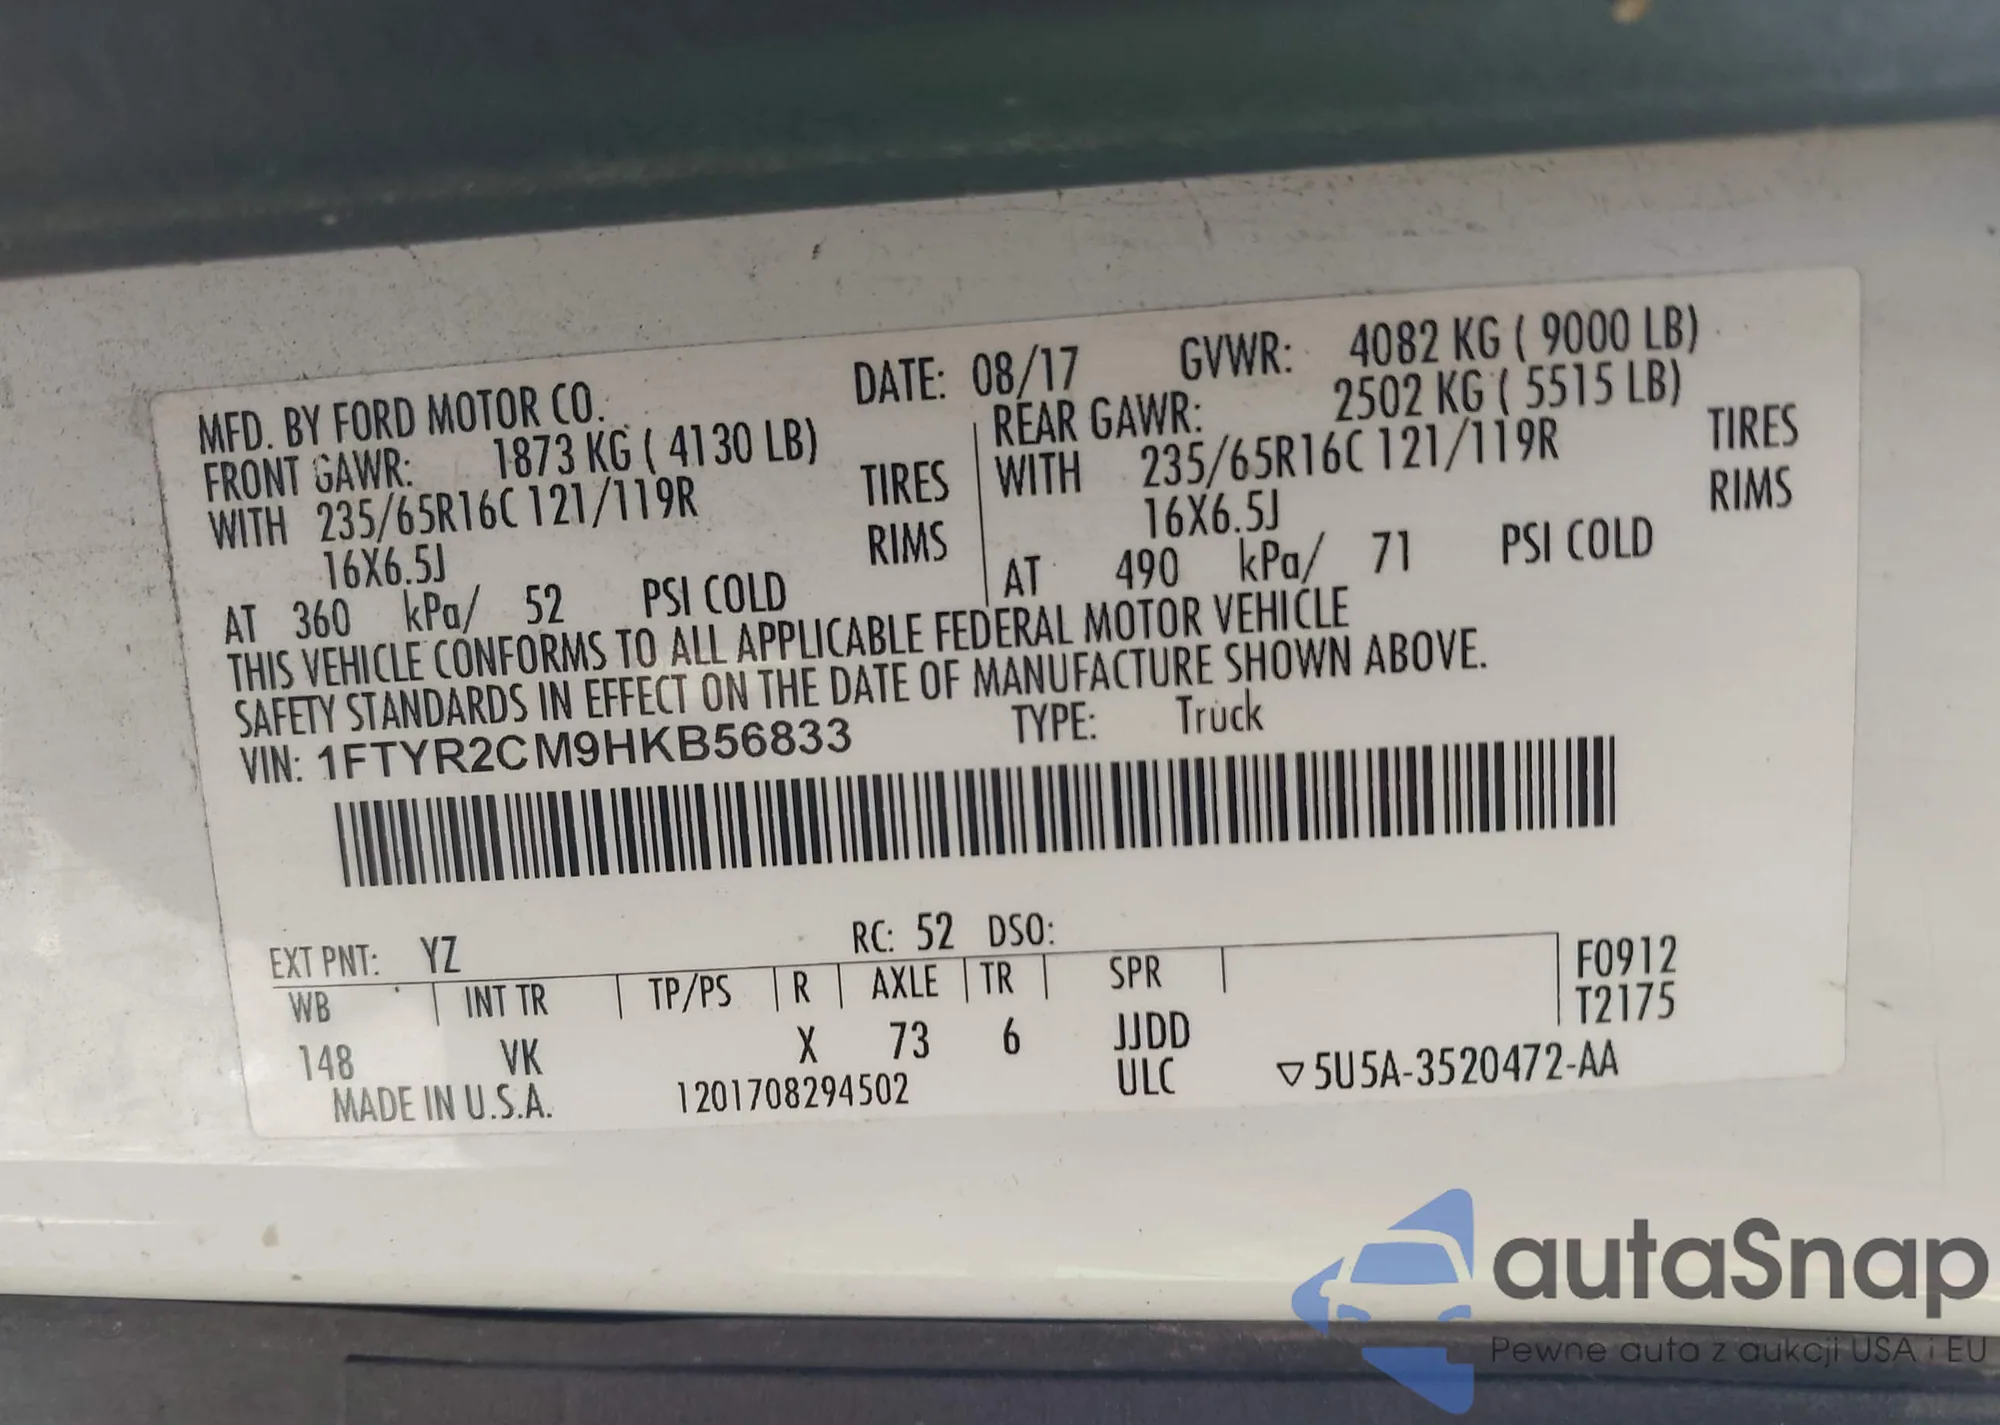 MFD. BY FORD MOTOR CO. DATE: 08/17 GVWR: 4082 KG ( 9000 LB)
FRONT GAWR: 1873 KG ( 4130 LB) REAR GAWR: 2502 KG ( 5515 LB)
WITH 235/65R16C 121/119R TIRES WITH 235/65R16C 121/119R TIRES
16X6.5J RIMS 16X6.5J RIMS
AT 360 kPa/ 52 PSI COLD AT 490 kPa/ 71 PSI COLD
THIS VEHICLE CONFORMS TO ALL APPLICABLE FEDERAL MOTOR VEHICLE
SAFETY STANDARDS IN EFFECT ON THE DATE OF MANUFACTURE SHOWN ABOVE.
VIN: 1FTYR2CM9HKB56833 TYPE: Truck
EXT PNT: YZ RC: 52 DSO:
WB INT TR TP/PS R AXLE TR SPR F0912
T2175
148 VK X 73 6 JJDD
ULC ▽5U5A-3520472-AA
MADE IN U.S.A. 1201708294502
autaSnap
Pewne auta z aukcji USA i EU